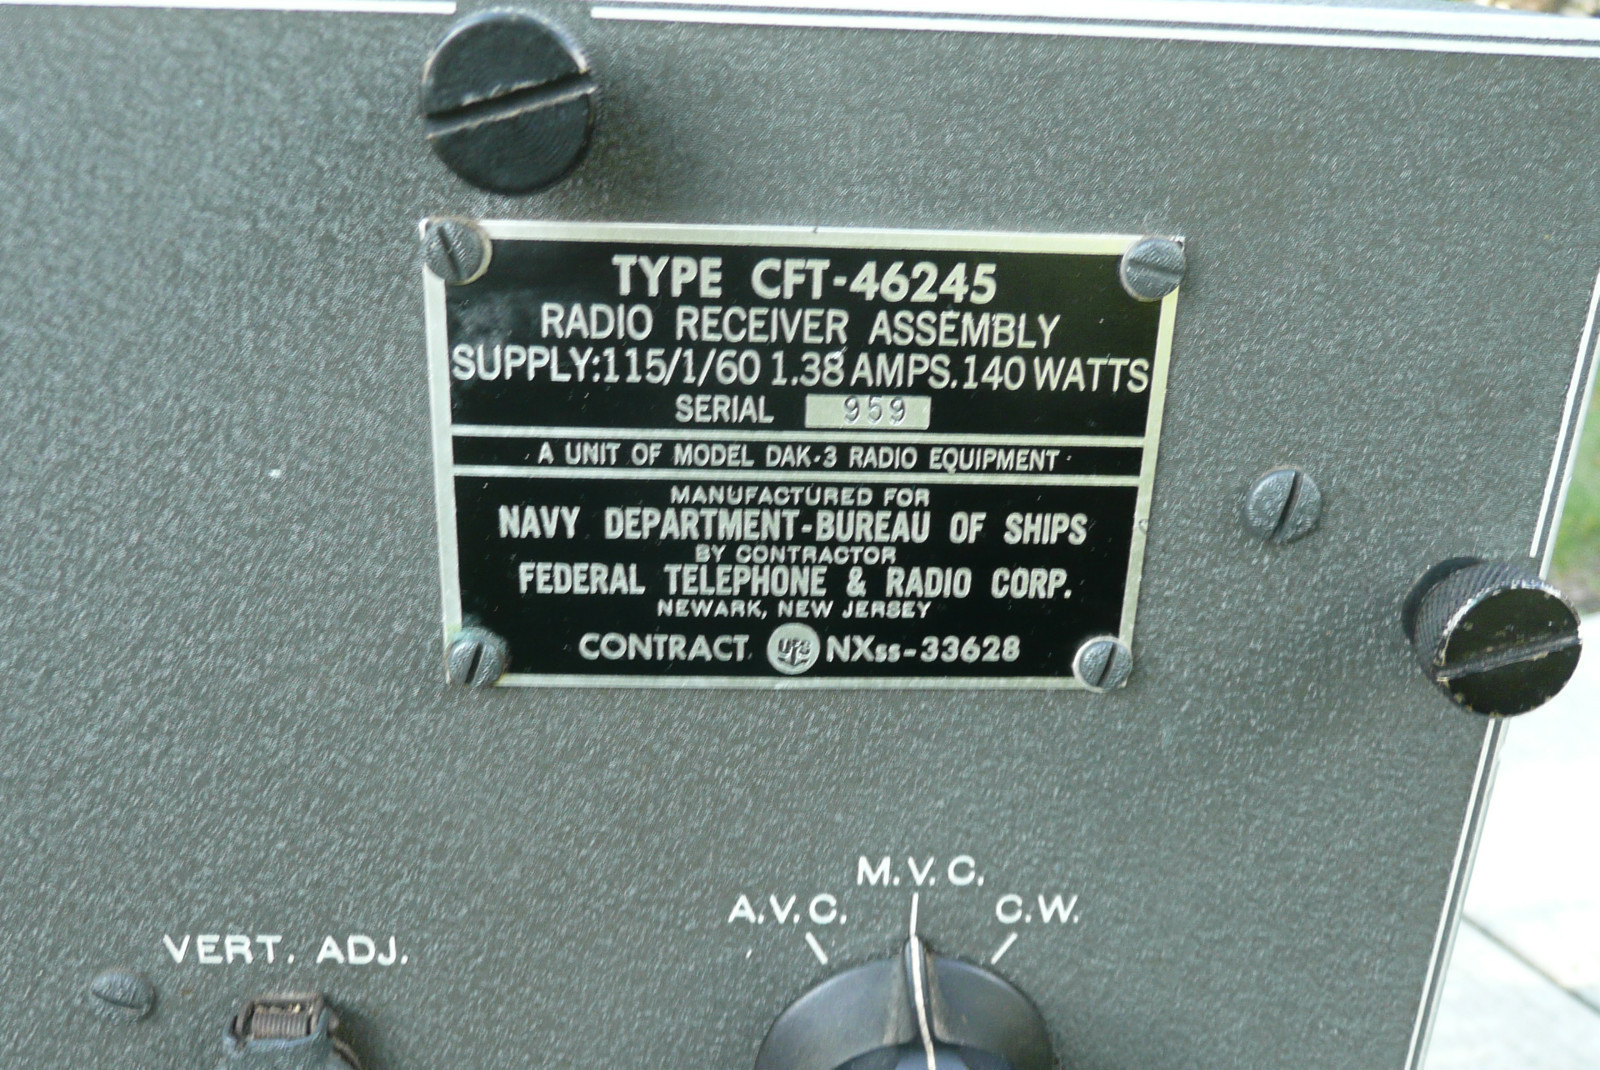 TYPE CFT-46245
RADIO RECEIVER ASSEMBLY
SUPPLY:115/1/60 1.38 AMPS. 140 WATTS
SERIAL 959
A UNIT OF MODEL DAK-3 RADIO EQUIPMENT
MANUFACTURED FOR
NAVY DEPARTMENT-BUREAU OF SHIPS
BY CONTRACTOR
FEDERAL TELEPHONE & RADIO CORP.
NEWARK, NEW JERSEY
CONTRACT NXss-33628
M.V.C.
A.V.C. C.W.
VERT. ADJ.